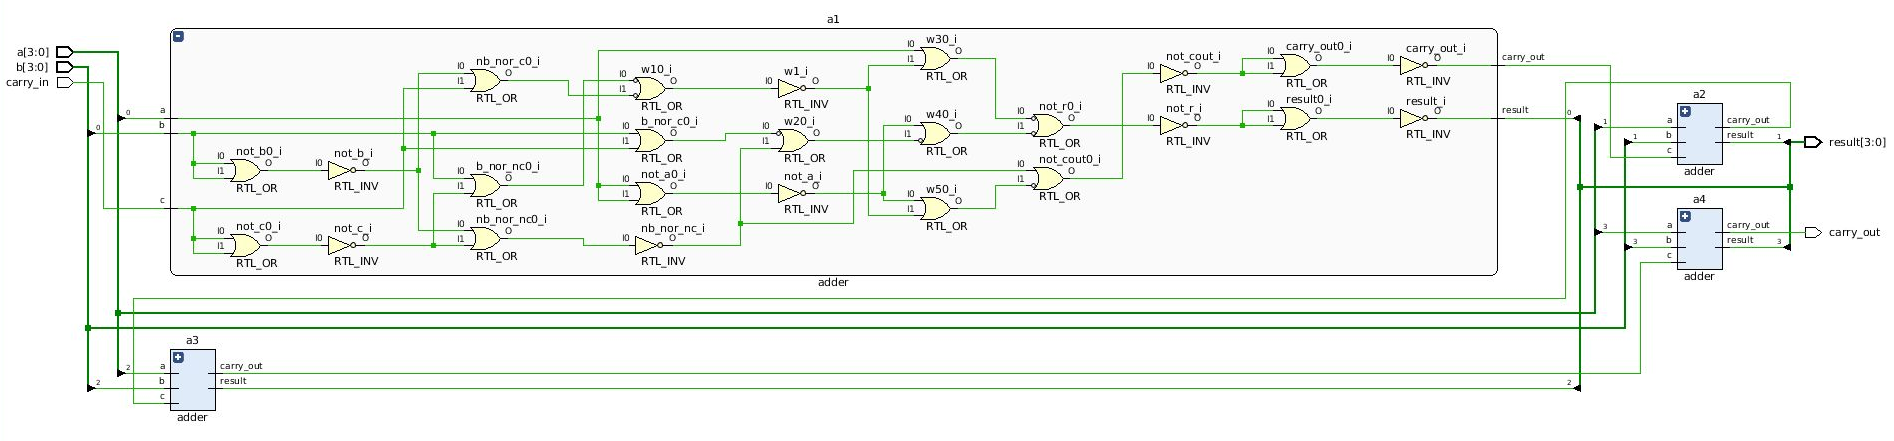 a1
a[3:0]
b[3:0]
carry_in
0
a
0
b
c
not_b0_i
I0
I1
O
RTL_OR
not_b_i
I0
O
RTL_INV
not_c0_i
I0
I1
O
RTL_OR
not_c_i
I0
O
RTL_INV
nb_nor_c0_i
I0
I1
O
RTL_OR
b_nor_nc0_i
I0
I1
O
RTL_OR
nb_nor_nc0_i
I0
I1
O
RTL_OR
w10_i
I0
I1
O
RTL_OR
b_nor_c0_i
I0
I1
O
RTL_OR
not_a0_i
I0
I1
O
RTL_OR
nb_nor_nc_i
I0
O
RTL_INV
w1_i
I0
O
RTL_INV
w20_i
I0
I1
O
RTL_OR
not_a_i
I0
O
RTL_INV
w30_i
I0
I1
O
RTL_OR
w40_i
I0
I1
O
RTL_OR
w50_i
I0
I1
O
RTL_OR
not_r0_i
I0
I1
O
RTL_OR
not_cout0_i
I0
I1
O
RTL_OR
not_cout_i
I0
O
RTL_INV
not_r_i
I0
O
RTL_INV
carry_out0_i
I0
I1
O
RTL_OR
result0_i
I0
I1
O
RTL_OR
carry_out_i
I0
O
RTL_INV
result_i
I0
O
RTL_INV
carry_out
result
0
adder
a2
1
a
1
b
c
carry_out
result
1
adder
result[3:0]
a4
3
a
3
b
c
carry_out
result
3
adder
carry_out
a3
2
a
2
b
c
carry_out
result
2
adder